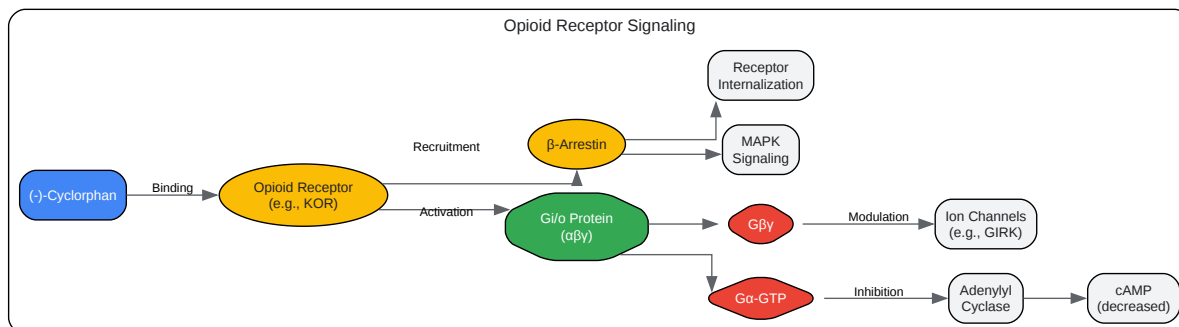 Opioid Receptor Signaling
Receptor
Internalization
Recruitment
β-Arrestin
MAPK
Signaling
(-)-Cyclorphan
Binding
Opioid Receptor
(e.g., KOR)
Activation
Gi/o Protein
(αβγ)
Gβγ
Modulation
Ion Channels
(e.g., GIRK)
Gα-GTP
Inhibition
Adenylyl
Cyclase
cAMP
(decreased)